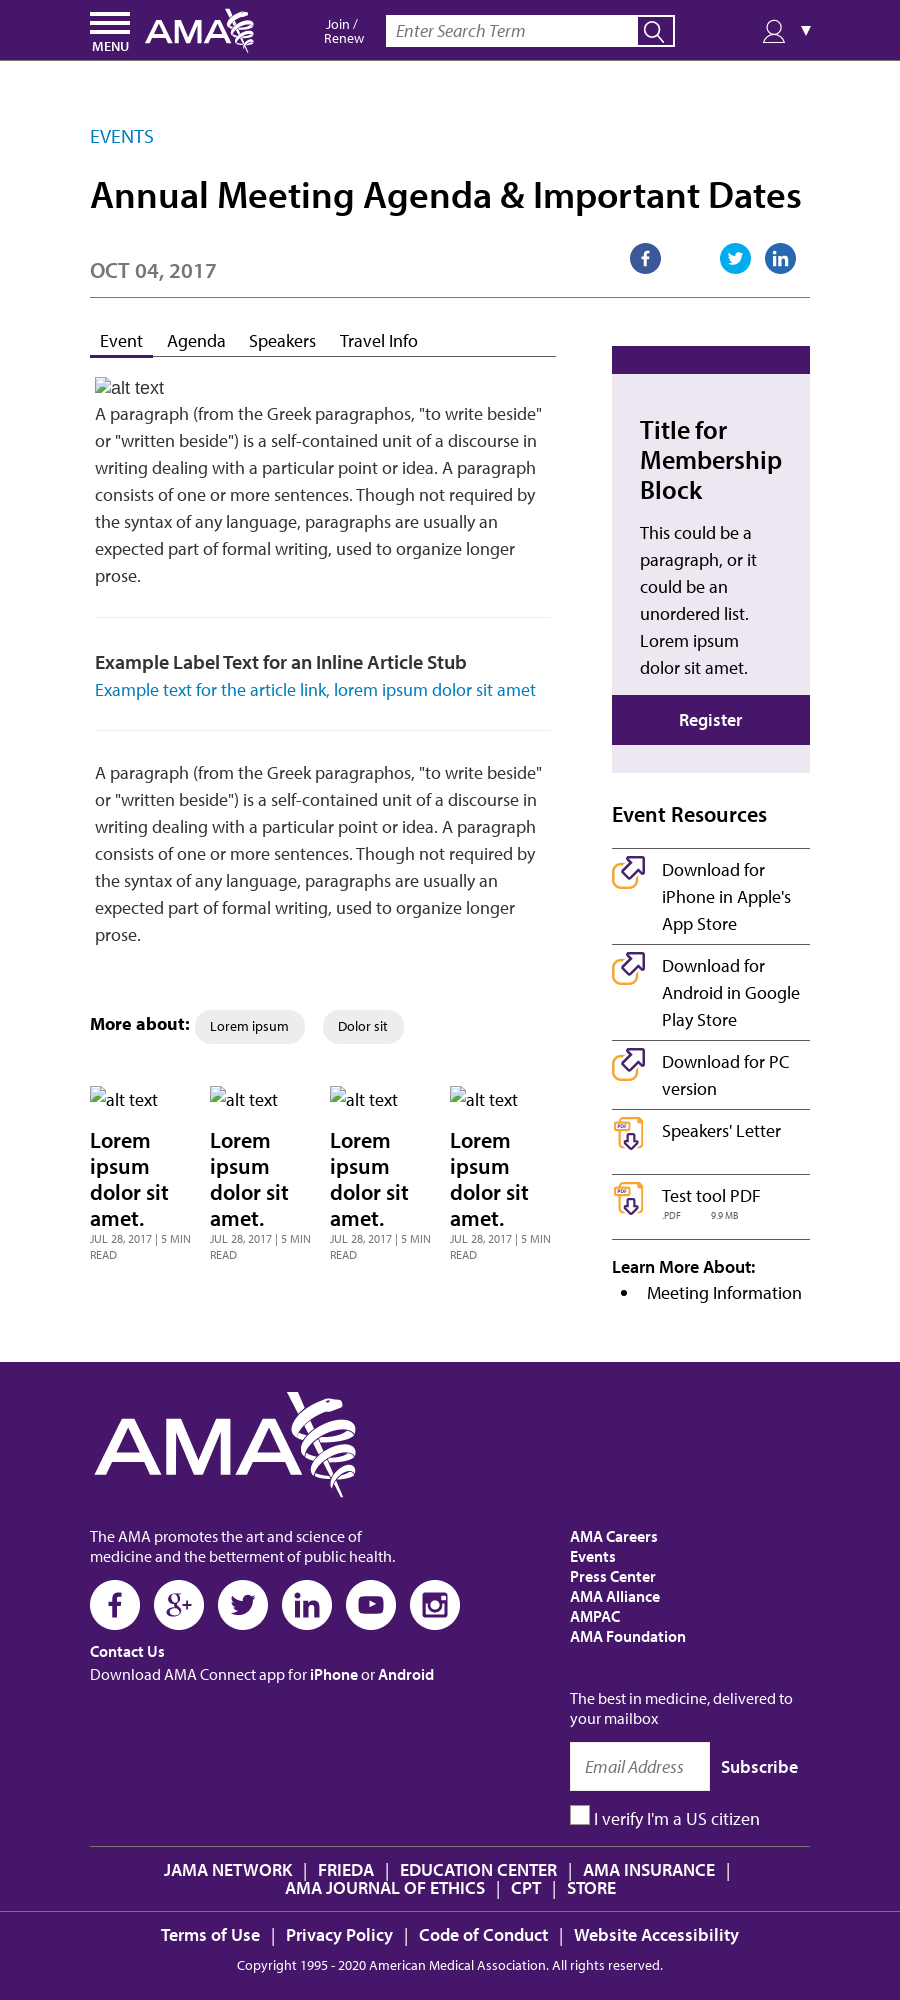 MENU
AMA
Join /
Renew
Enter Search Term
▼
EVENTS
Annual Meeting Agenda & Important Dates
OCT 04, 2017
Event Agenda Speakers Travel Info
alt text
A paragraph (from the Greek paragraphos, "to write beside"
or "written beside") is a self-contained unit of a discourse in
writing dealing with a particular point or idea. A paragraph
consists of one or more sentences. Though not required by
the syntax of any language, paragraphs are usually an
expected part of formal writing, used to organize longer
prose.
Example Label Text for an Inline Article Stub
Example text for the article link, lorem ipsum dolor sit amet
A paragraph (from the Greek paragraphos, "to write beside"
or "written beside") is a self-contained unit of a discourse in
writing dealing with a particular point or idea. A paragraph
consists of one or more sentences. Though not required by
the syntax of any language, paragraphs are usually an
expected part of formal writing, used to organize longer
prose.
More about: Lorem ipsum Dolor sit
alt text
Lorem
ipsum
dolor sit
amet.
JUL 28, 2017 | 5 MIN
READ
alt text
Lorem
ipsum
dolor sit
amet.
JUL 28, 2017 | 5 MIN
READ
alt text
Lorem
ipsum
dolor sit
amet.
JUL 28, 2017 | 5 MIN
READ
alt text
Lorem
ipsum
dolor sit
amet.
JUL 28, 2017 | 5 MIN
READ
Title for
Membership
Block
This could be a
paragraph, or it
could be an
unordered list.
Lorem ipsum
dolor sit amet.
Register
Event Resources
Download for
iPhone in Apple's
App Store
Download for
Android in Google
Play Store
Download for PC
version
PDF
Speakers' Letter
PDF
Test tool PDF
.PDF 9.9 MB
Learn More About:
• Meeting Information
AMA
The AMA promotes the art and science of
medicine and the betterment of public health.
Contact Us
Download AMA Connect app for iPhone or Android
AMA Careers
Events
Press Center
AMA Alliance
AMPAC
AMA Foundation
The best in medicine, delivered to
your mailbox
Email Address Subscribe
I verify I'm a US citizen
JAMA NETWORK | FRIEDA | EDUCATION CENTER | AMA INSURANCE |
AMA JOURNAL OF ETHICS | CPT | STORE
Terms of Use | Privacy Policy | Code of Conduct | Website Accessibility
Copyright 1995 - 2020 American Medical Association. All rights reserved.